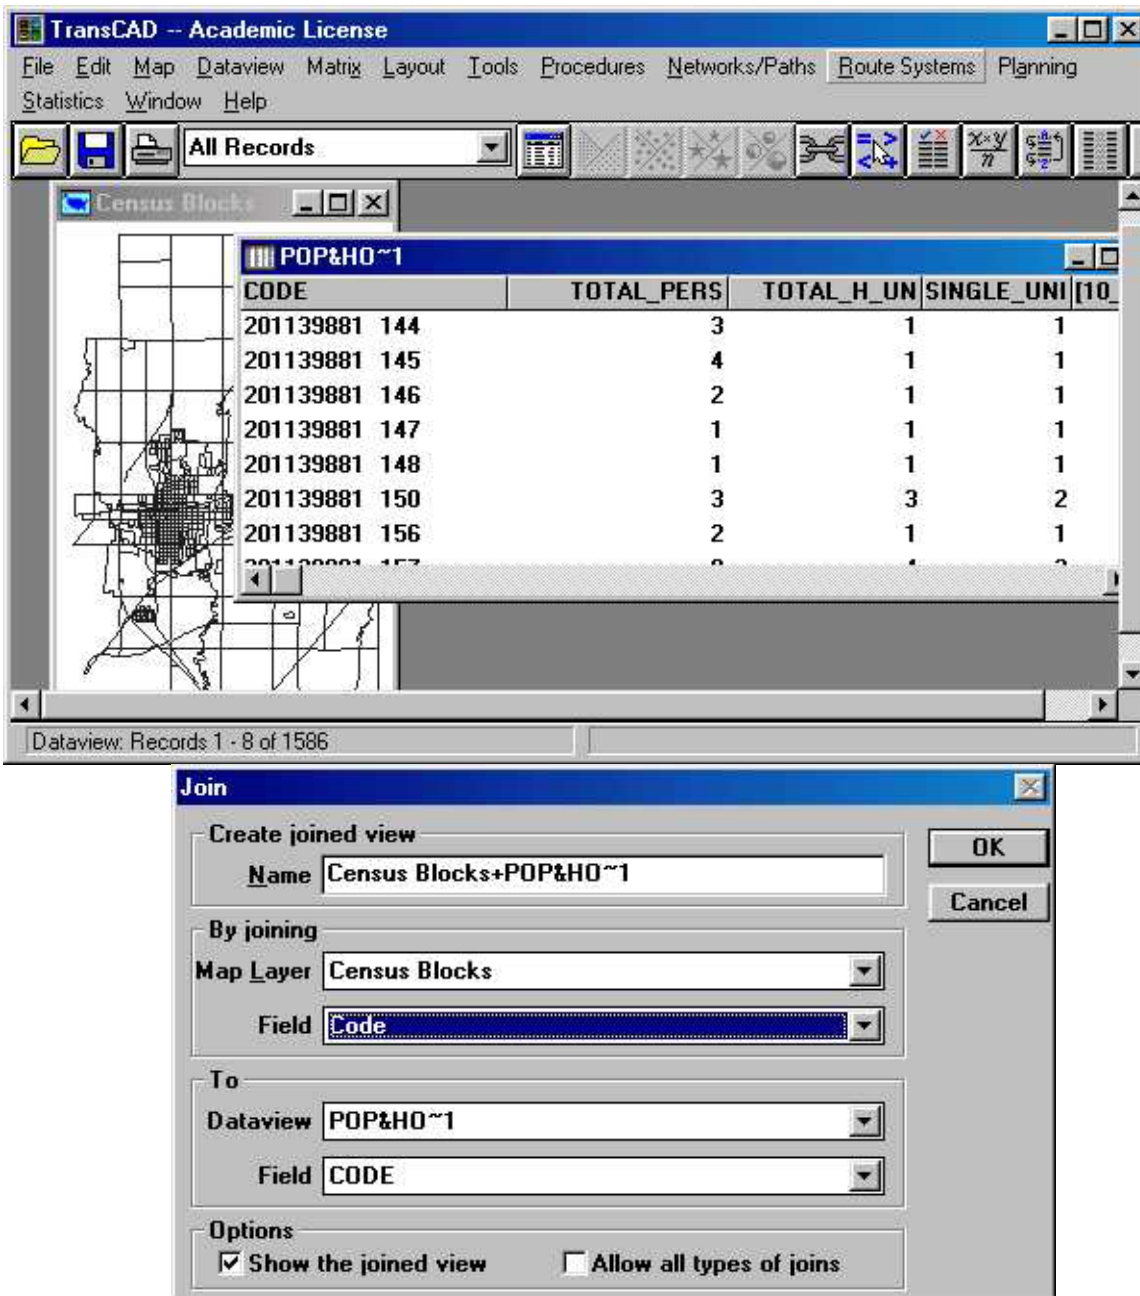 TransCAD -- Academic License
File Edit Map Dataview Matrix Layout Tools Procedures Networks/Paths Route Systems Planning
Statistics Window Help
All Records
Census Blocks
POP&HO~1
CODE TOTAL_PERS TOTAL_H_UN SINGLE_UNI [10_
201139881 144 3 1 1
201139881 145 4 1 1
201139881 146 2 1 1
201139881 147 1 1 1
201139881 148 1 1 1
201139881 150 3 3 2
201139881 156 2 1 1
Dataview: Records 1 - 8 of 1586
Join
Create joined view
Name Census Blocks+POP&HO~1
OK
Cancel
By joining
Map Layer Census Blocks
Field Code
To
Dataview POP&HO~1
Field CODE
Options
Show the joined view Allow all types of joins